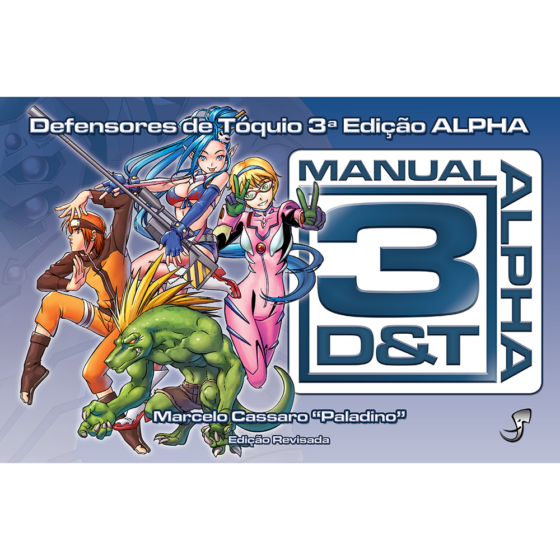 Defensores de Tóquio 3ª Edição ALPHA
MANUAL
3
D&T
ALPHA
Marcelo Cassaro "Paladino"
Edição Revisada